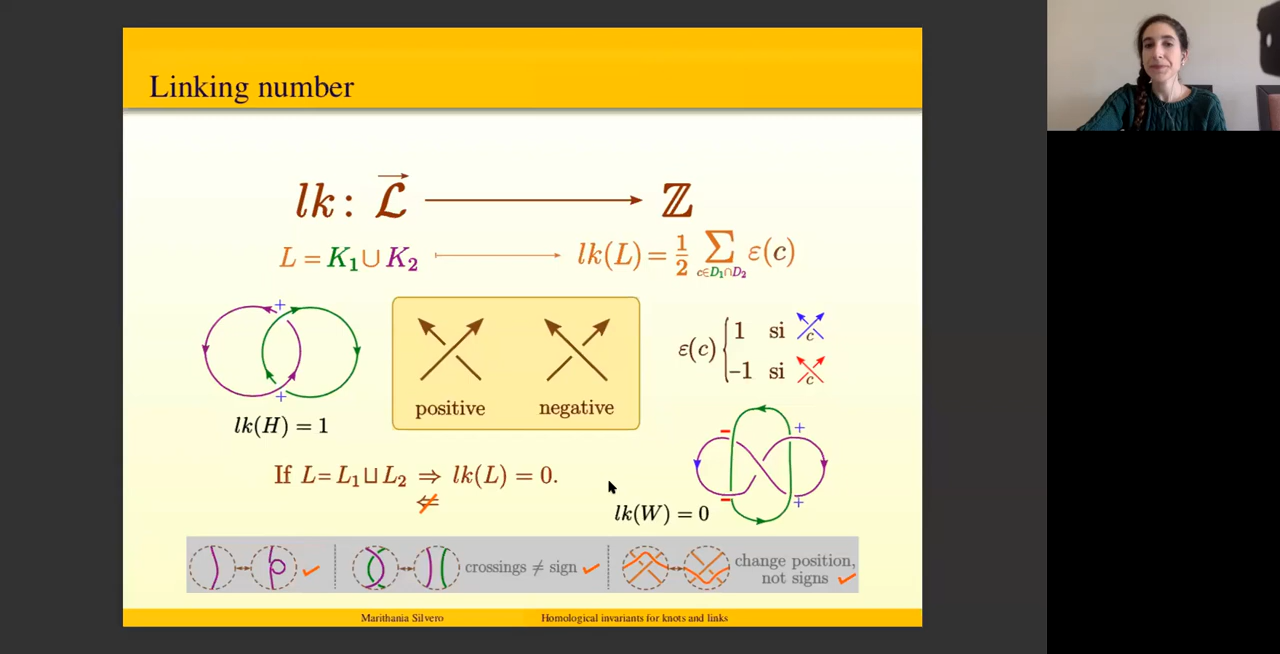 Linking number
lk : ℒ⃗ ⟶ ℤ
L = K₁ ∪ K₂ ⟼ lk(L) = 1/2 ∑ c∈D₁∩D₂ ε(c)
+
+
lk(H) = 1
positive
negative
ε(c) { 1 si c
−1 si c
If L = L₁ ⊔ L₂ ⇒ lk(L) = 0.
⇍
− +
− +
lk(W) = 0
crossings ≠ sign ✓
change position,
not signs ✓
Marithania Silvero Homological invariants for knots and links